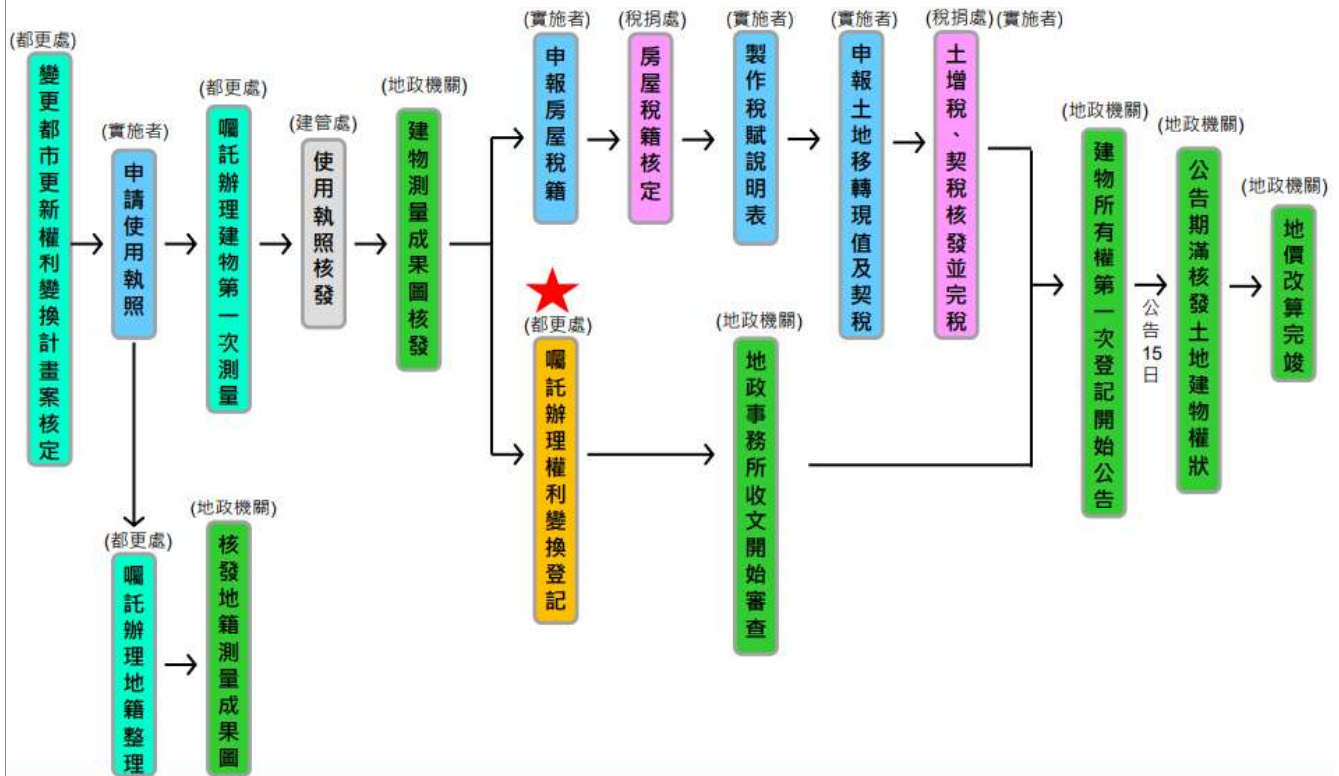 (都更處)
變更都市更新權利變換計畫案核定
(實施者)
申請使用執照
(都更處)
囑託辦理建物第一次測量
(建管處)
使用執照核發
(地政機關)
建物測量成果圖核發
(實施者)
申報房屋稅籍
(稅捐處)
房屋稅籍核定
(實施者)
製作稅賦說明表
(實施者)
申報土地移轉現值及契稅
(稅捐處)(實施者)
土增稅、契稅核發並完稅
(都更處)
囑託辦理權利變換登記
(地政機關)
地政事務所收文開始審查
(地政機關)
建物所有權第一次登記開始公告
公告15日
(地政機關)
公告期滿核發土地建物權狀
(地政機關)
地價改算完竣
(都更處)
囑託辦理地籍整理
(地政機關)
核發地籍測量成果圖